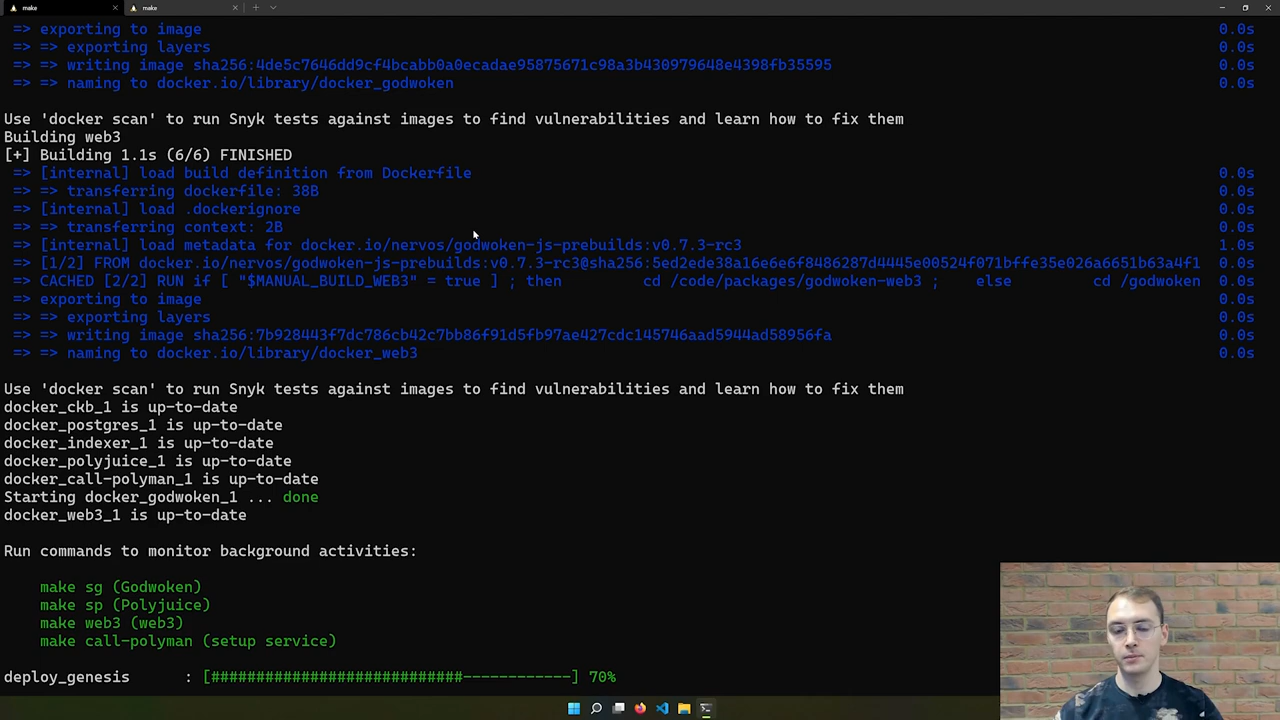 make
make
=> exporting to image 0.0s
=> => exporting layers 0.0s
=> => writing image sha256:4de5c7646dd9cf4bcabb0a0ecadae95875671c98a3b430979648e4398fb35595 0.0s
=> => naming to docker.io/library/docker_godwoken 0.0s
Use 'docker scan' to run Snyk tests against images to find vulnerabilities and learn how to fix them
Building web3
[+] Building 1.1s (6/6) FINISHED
=> [internal] load build definition from Dockerfile 0.0s
=> => transferring dockerfile: 38B 0.0s
=> [internal] load .dockerignore 0.0s
=> => transferring context: 2B 0.0s
=> [internal] load metadata for docker.io/nervos/godwoken-js-prebuilds:v0.7.3-rc3 1.0s
=> [1/2] FROM docker.io/nervos/godwoken-js-prebuilds:v0.7.3-rc3@sha256:5ed2ede38a16e6e6f8486287d4445e00524f071bffe35e026a6651b63a4f1 0.0s
=> CACHED [2/2] RUN if [ "$MANUAL_BUILD_WEB3" = true ] ; then cd /code/packages/godwoken-web3 ; else cd /godwoken 0.0s
=> exporting to image 0.0s
=> => exporting layers 0.0s
=> => writing image sha256:7b928443f7dc786cb42c7bb86f91d5fb97ae427cdc145746aad5944ad58956fa 0.0s
=> => naming to docker.io/library/docker_web3 0.0s
Use 'docker scan' to run Snyk tests against images to find vulnerabilities and learn how to fix them
docker_ckb_1 is up-to-date
docker_postgres_1 is up-to-date
docker_indexer_1 is up-to-date
docker_polyjuice_1 is up-to-date
docker_call-polyman_1 is up-to-date
Starting docker_godwoken_1 ... done
docker_web3_1 is up-to-date
Run commands to monitor background activities:
make sg (Godwoken)
make sp (Polyjuice)
make web3 (web3)
make call-polyman (setup service)
deploy_genesis : [############################------------] 70%